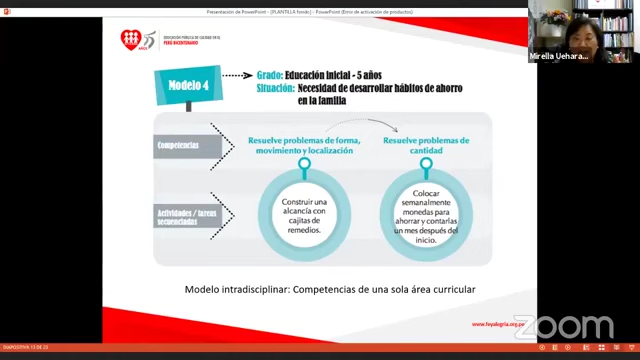 Presentación de PowerPoint - [PLANTILLA fondo] - PowerPoint (Error de activación de productos)
EDUCACIÓN PÚBLICA DE CALIDAD EN EL
PERÚ BICENTENARIO
Mirella Uehara...
Modelo 4
Grado: Educación inicial - 5 años
Situación: Necesidad de desarrollar hábitos de ahorro
en la familia
Competencias
Resuelve problemas de forma,
movimiento y localización
Resuelve problemas de
cantidad
Actividades / tareas
secuenciadas
Construir una
alcancía con
cajitas de
remedios.
Colocar
semanalmente
monedas para
ahorrar y contarlas
un mes después del
inicio.
Modelo intradisciplinar: Competencias de una sola área curricular
www.feyalegria.org.pe
zoom
DIAPOSITIVA 13 DE 23